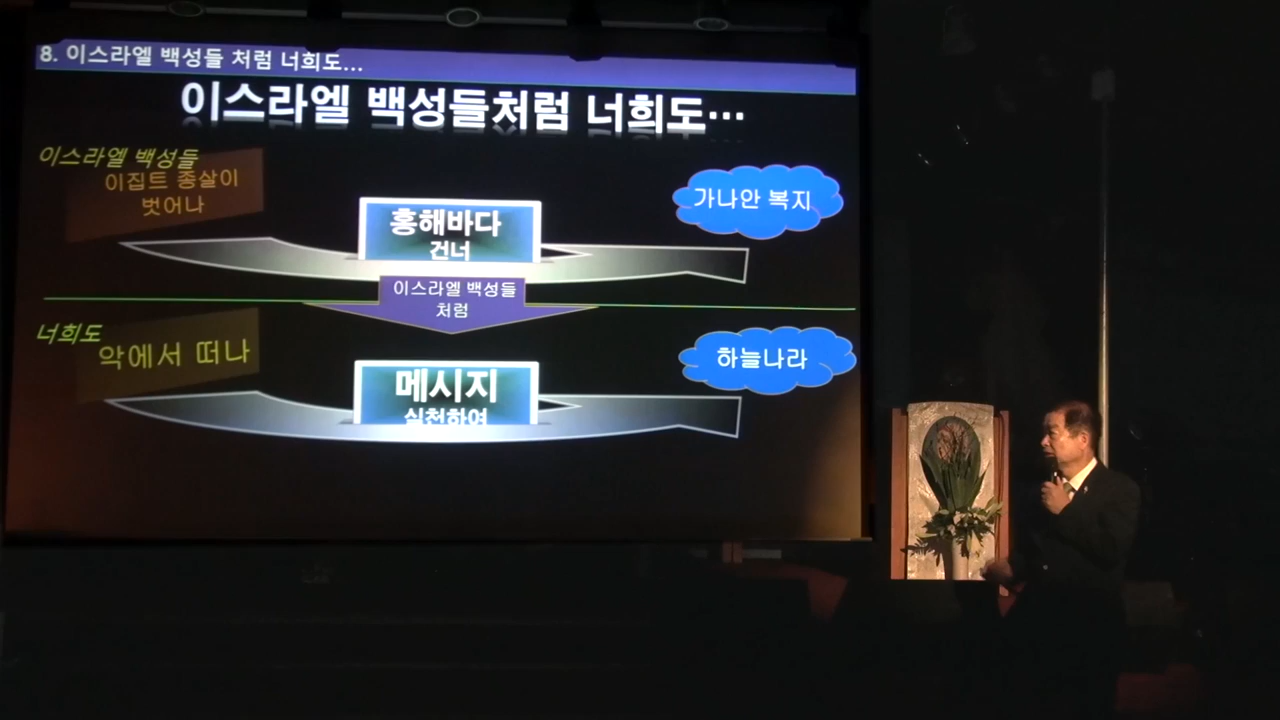 8. 이스라엘 백성들 처럼 너희도...
이스라엘 백성들처럼 너희도…
이스라엘 백성들
이집트 종살이
벗어나
홍해바다
건너
가나안 복지
이스라엘 백성들
처럼
너희도
악에서 떠나
메시지
실천하여
하늘나라